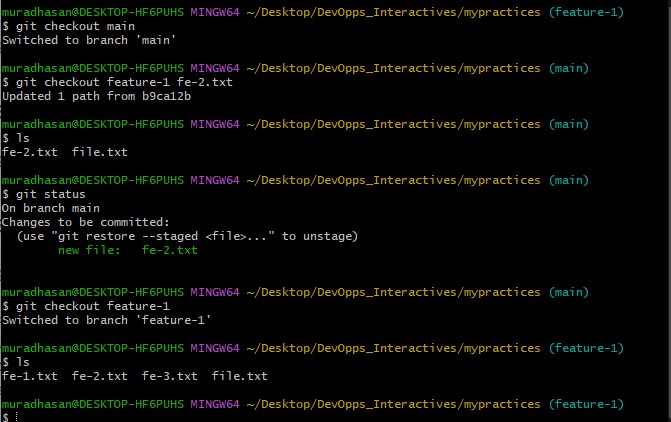 muradhasan@DESKTOP-HF6PUHS MINGW64 ~/Desktop/DevOpps_Interactives/mypractices (feature-1)
$ git checkout main
Switched to branch 'main'
muradhasan@DESKTOP-HF6PUHS MINGW64 ~/Desktop/DevOpps_Interactives/mypractices (main)
$ git checkout feature-1 fe-2.txt
Updated 1 path from b9ca12b
muradhasan@DESKTOP-HF6PUHS MINGW64 ~/Desktop/DevOpps_Interactives/mypractices (main)
$ ls
fe-2.txt  file.txt
muradhasan@DESKTOP-HF6PUHS MINGW64 ~/Desktop/DevOpps_Interactives/mypractices (main)
$ git status
On branch main
Changes to be committed:
  (use "git restore --staged <file>..." to unstage)
        new file:   fe-2.txt
muradhasan@DESKTOP-HF6PUHS MINGW64 ~/Desktop/DevOpps_Interactives/mypractices (main)
$ git checkout feature-1
Switched to branch 'feature-1'
muradhasan@DESKTOP-HF6PUHS MINGW64 ~/Desktop/DevOpps_Interactives/mypractices (feature-1)
$ ls
fe-1.txt  fe-2.txt  fe-3.txt  file.txt
muradhasan@DESKTOP-HF6PUHS MINGW64 ~/Desktop/DevOpps_Interactives/mypractices (feature-1)
$